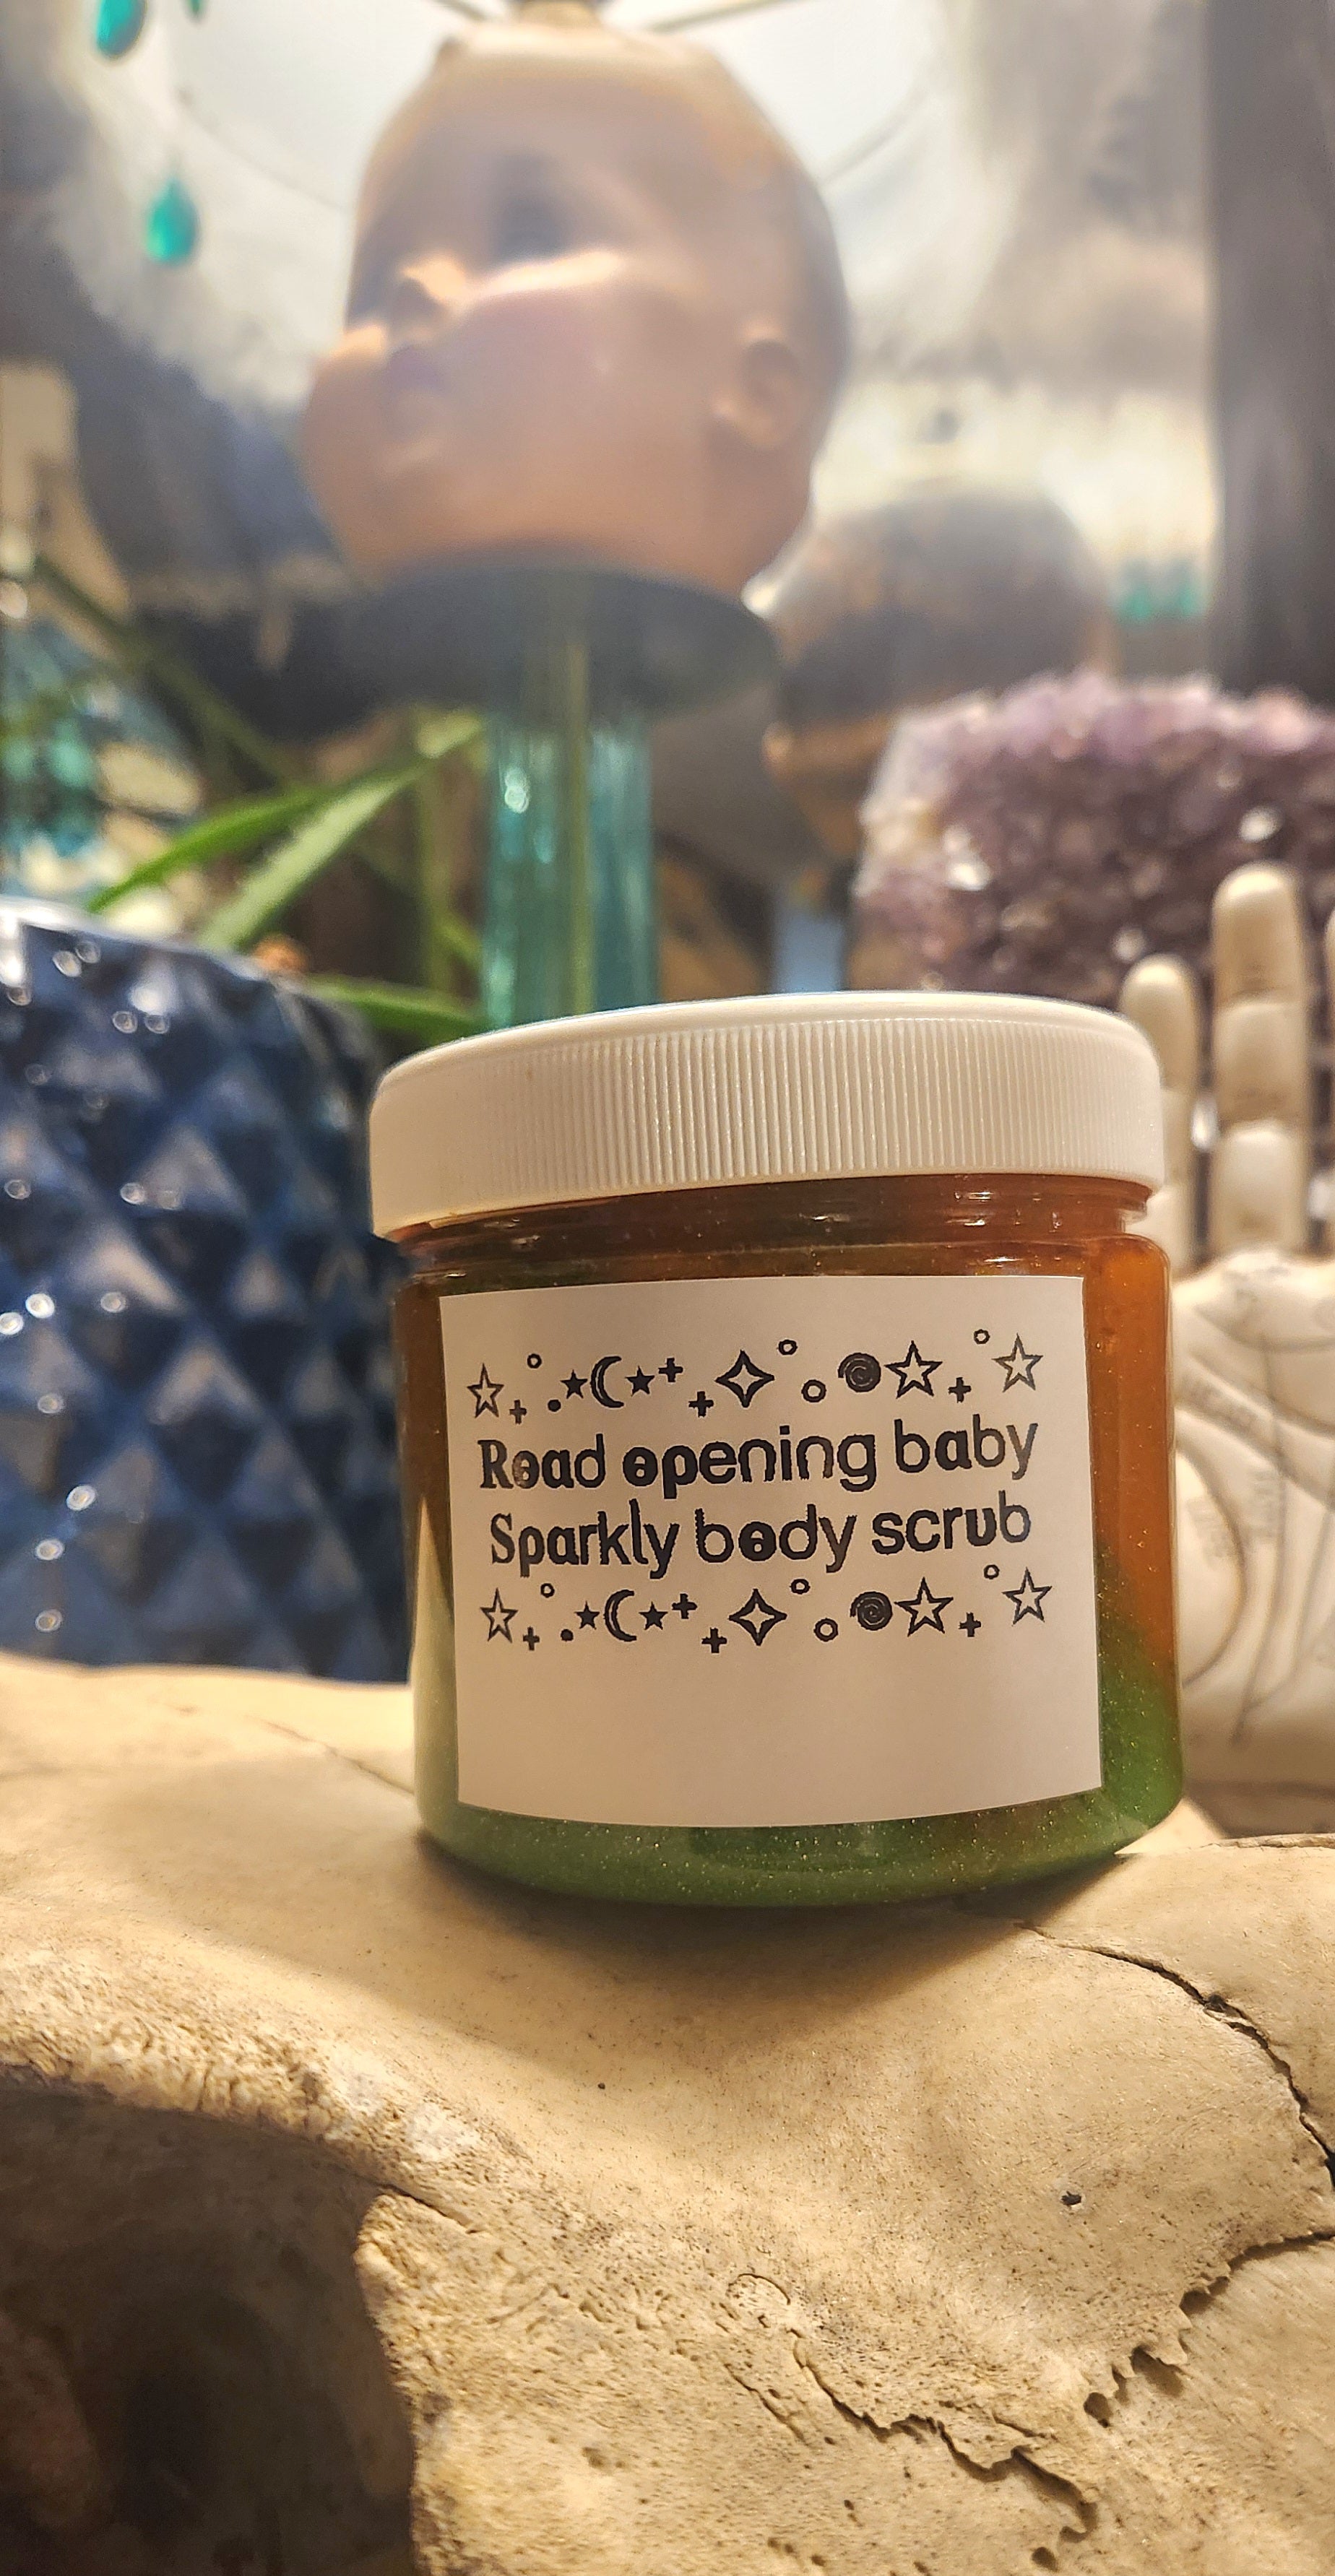 Road opening baby
Sparkly body scrub